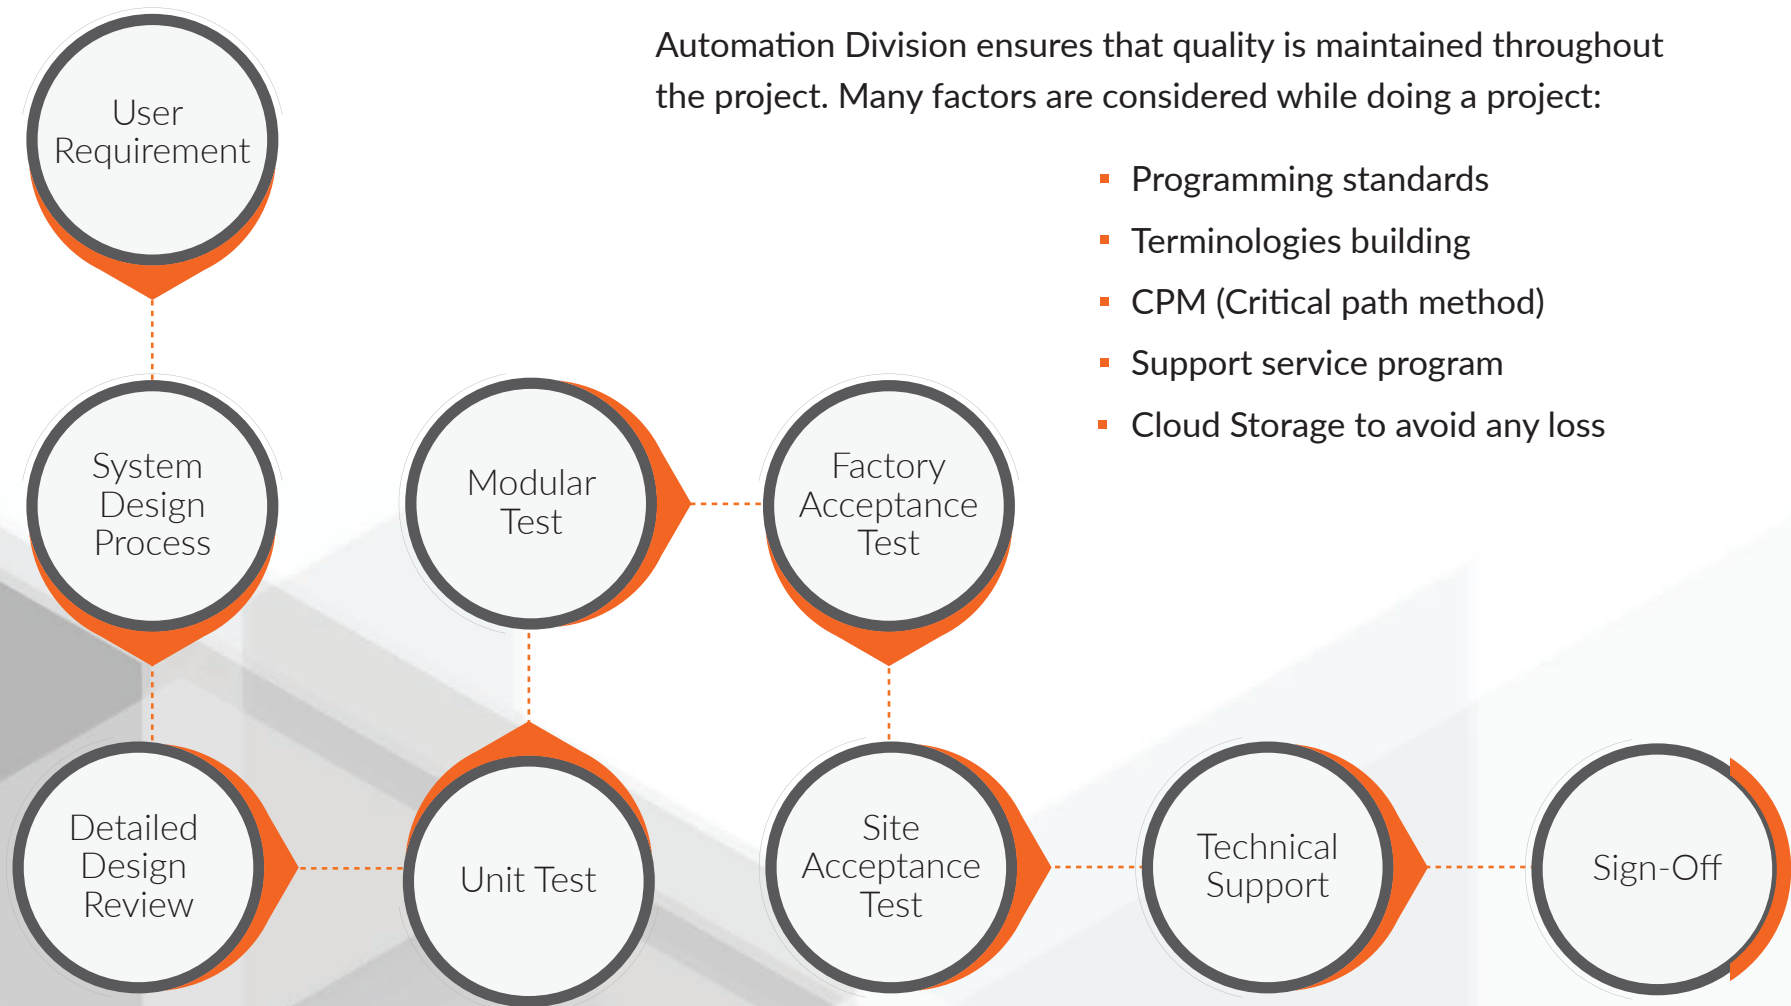 Automation Division ensures that quality is maintained throughout
the project. Many factors are considered while doing a project:
Programming standards
Terminologies building
CPM (Critical path method)
Support service program
Cloud Storage to avoid any loss
User
Requirement
System
Design
Process
Detailed
Design
Review
Unit Test
Modular
Test
Factory
Acceptance
Test
Site
Acceptance
Test
Technical
Support
Sign-Off